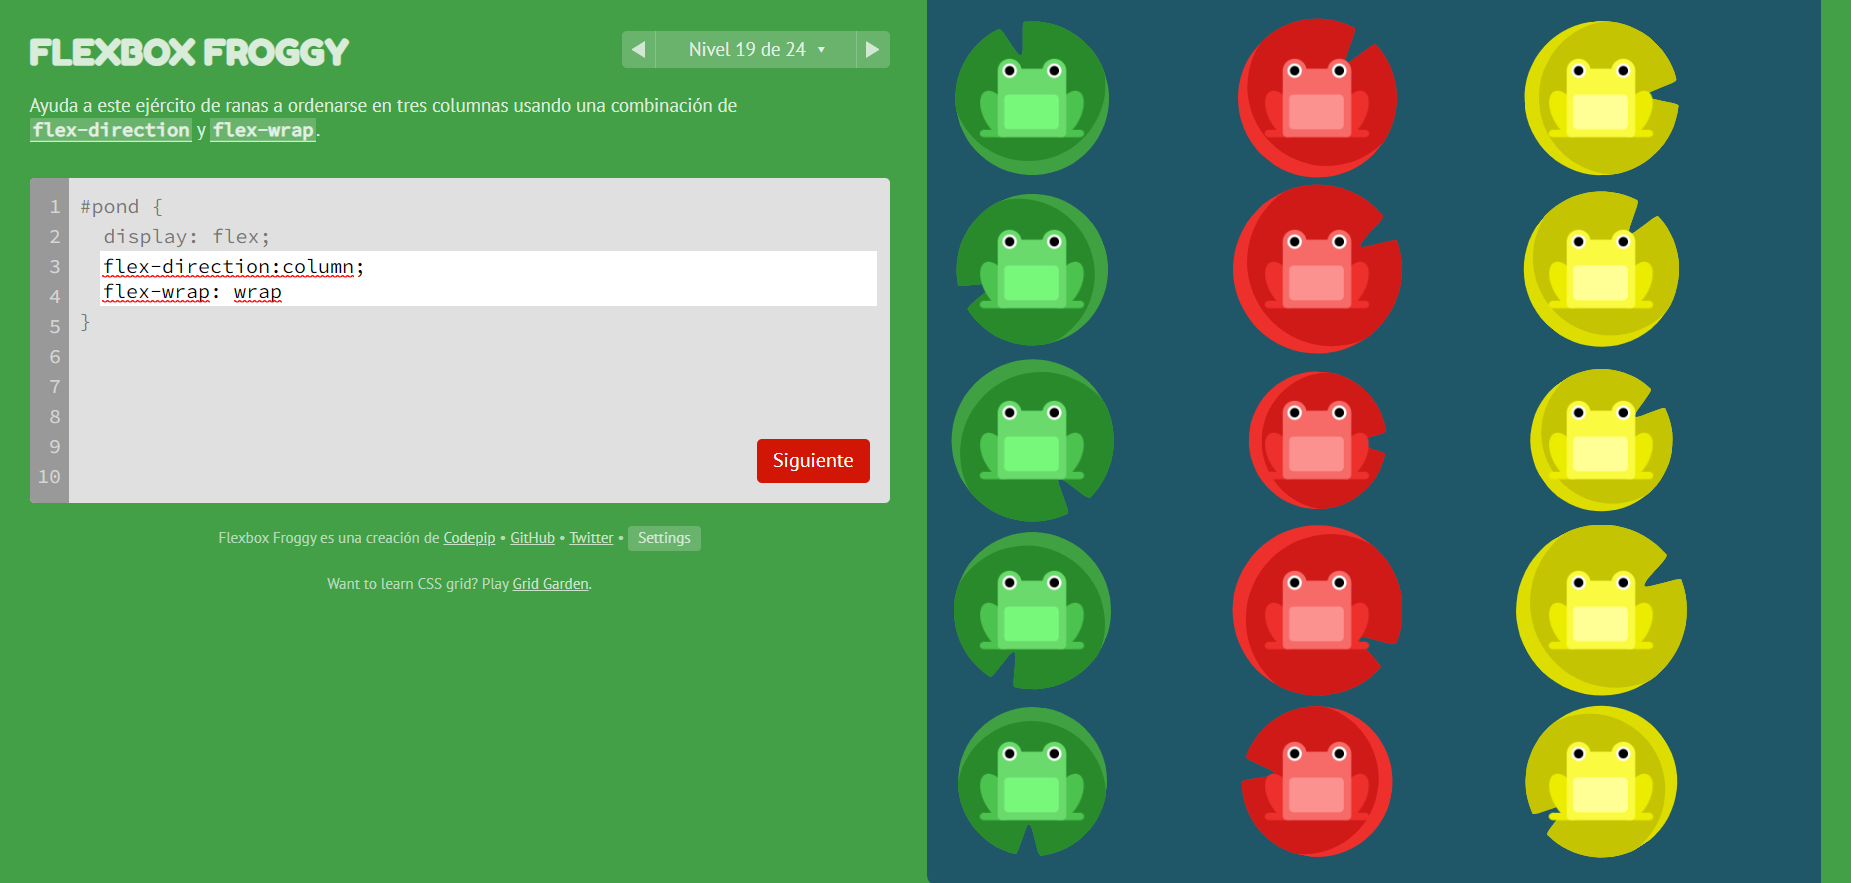 FLEXBOX FROGGY
Nivel 19 de 24
Ayuda a este ejército de ranas a ordenarse en tres columnas usando una combinación de
flex-direction y flex-wrap.
1 #pond {
2 display: flex;
3 flex-direction:column;
4 flex-wrap: wrap
5 }
6
7
8
9
10
Siguiente
Flexbox Froggy es una creación de Codepip • GitHub • Twitter • Settings
Want to learn CSS grid? Play Grid Garden.